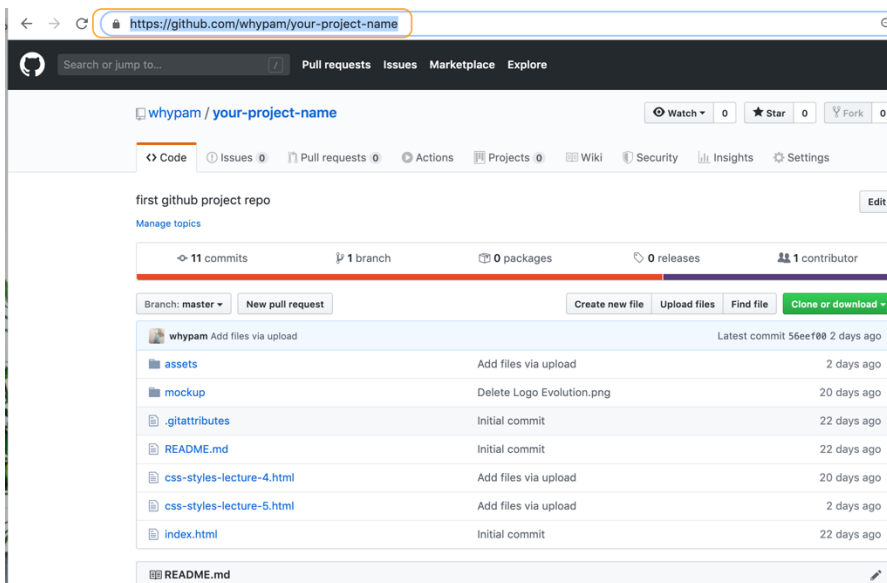 https://github.com/whypam/your-project-name
Search or jump to... / Pull requests Issues Marketplace Explore
whypam / your-project-name Watch 0 Star 0 Fork 0
Code Issues 0 Pull requests 0 Actions Projects 0 Wiki Security Insights Settings
first github project repo Edit
Manage topics
11 commits 1 branch 0 packages 0 releases 1 contributor
Branch: master New pull request Create new file Upload files Find file Clone or download
whypam Add files via upload Latest commit 56eef00 2 days ago
assets Add files via upload 2 days ago
mockup Delete Logo Evolution.png 20 days ago
.gitattributes Initial commit 22 days ago
README.md Initial commit 22 days ago
css-styles-lecture-4.html Add files via upload 20 days ago
css-styles-lecture-5.html Add files via upload 2 days ago
index.html Initial commit 22 days ago
README.md